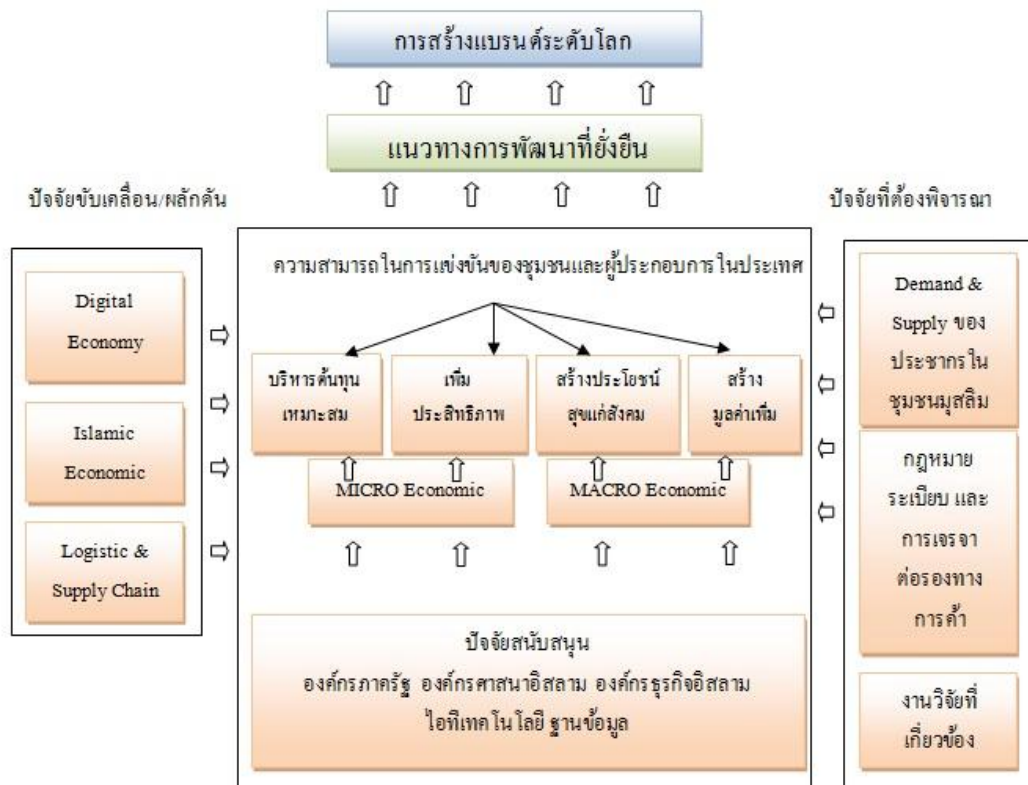 การสร้างแบรนด์ระดับโลก
แนวทางการพัฒนาที่ยั่งยืน
ปัจจัยขับเคลื่อน/ผลักดัน
Digital
Economy
Islamic
Economic
Logistic &
Supply Chain
ความสามารถในการแข่งขันของชุมชนและผู้ประกอบการในประเทศ
บริหารต้นทุน
เหมาะสม
เพิ่ม
ประสิทธิภาพ
สร้างประโยชน์
สุขแก่สังคม
สร้าง
มูลค่าเพิ่ม
MICRO Economic
MACRO Economic
ปัจจัยสนับสนุน
องค์กรภาครัฐ องค์กรศาสนาอิสลาม องค์กรธุรกิจอิสลาม
ไอทีเทคโนโลยี ฐานข้อมูล
ปัจจัยที่ต้องพิจารณา
Demand &
Supply ของ
ประชากรใน
ชุมชนมุสลิม
กฎหมาย
ระเบียบ และ
การเจรจา
ต่อรองทาง
การค้า
งานวิจัยที่
เกี่ยวข้อง